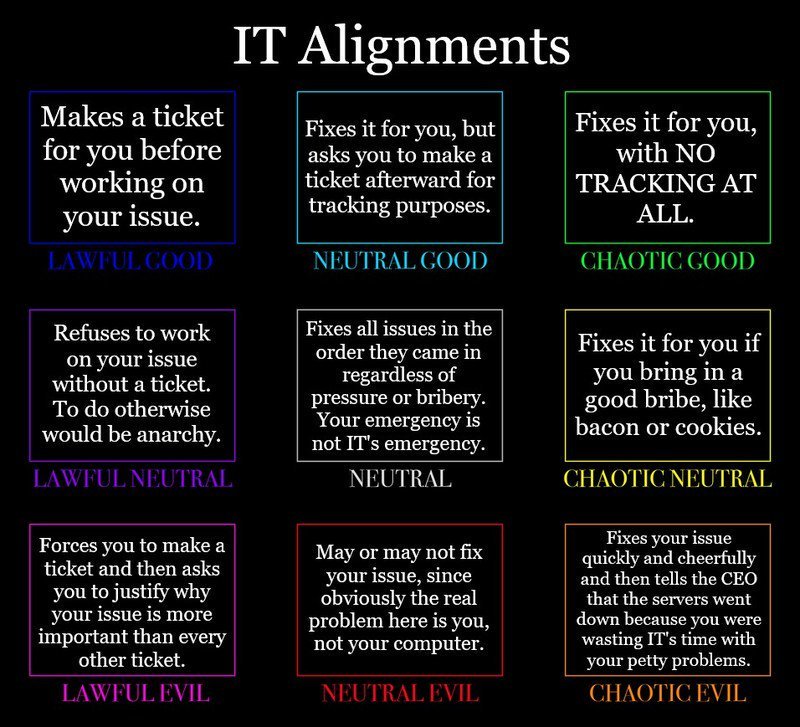 IT Alignments
Makes a ticket
for you before
working on
your issue.
LAWFUL GOOD
Fixes it for you, but
asks you to make a
ticket afterward for
tracking purposes.
NEUTRAL GOOD
Fixes it for you,
with NO
TRACKING AT
ALL.
CHAOTIC GOOD
Refuses to work
on your issue
without a ticket.
To do otherwise
would be anarchy.
LAWFUL NEUTRAL
Fixes all issues in the
order they came in
regardless of
pressure or bribery.
Your emergency is
not IT's emergency.
NEUTRAL
Fixes it for you if
you bring in a
good bribe, like
bacon or cookies.
CHAOTIC NEUTRAL
Forces you to make a
ticket and then asks
you to justify why
your issue is more
important than every
other ticket.
LAWFUL EVIL
May or may not fix
your issue, since
obviously the real
problem here is you,
not your computer.
NEUTRAL EVIL
Fixes your issue
quickly and cheerfully
and then tells the CEO
that the servers went
down because you were
wasting IT's time with
your petty problems.
CHAOTIC EVIL